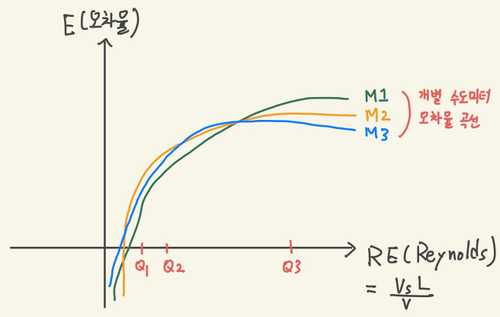 E(오차율)
M1
M2
M3
개별 수도미터
오차율 곡선
Q1
Q2
Q3
RE(Reynolds)
= VsL
V